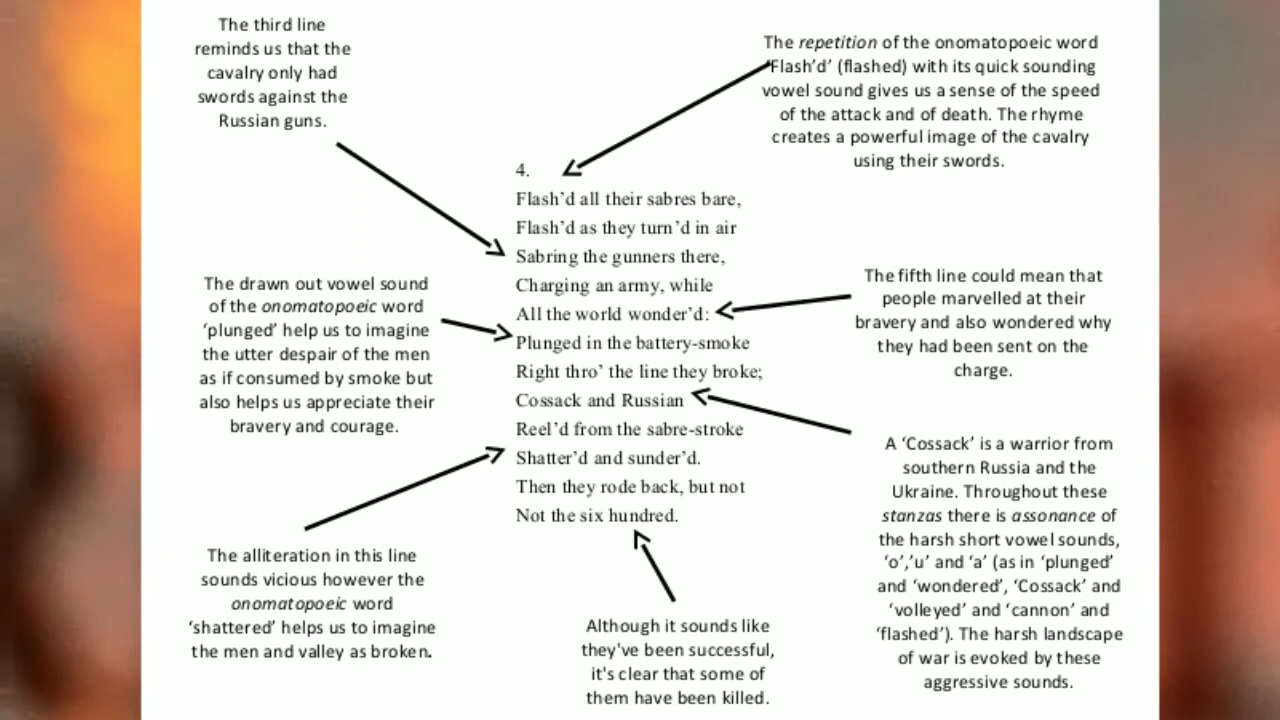 The third line
reminds us that the
cavalry only had
swords against the
Russian guns.
The repetition of the onomatopoeic word
‘Flash’d’ (flashed) with its quick sounding
vowel sound gives us a sense of the speed
of the attack and of death. The rhyme
creates a powerful image of the cavalry
using their swords.
4.
Flash’d all their sabres bare,
Flash’d as they turn’d in air
Sabring the gunners there,
Charging an army, while
All the world wonder’d:
Plunged in the battery-smoke
Right thro’ the line they broke;
Cossack and Russian
Reel’d from the sabre-stroke
Shatter’d and sunder’d.
Then they rode back, but not
Not the six hundred.
The drawn out vowel sound
of the onomatopoeic word
‘plunged’ help us to imagine
the utter despair of the men
as if consumed by smoke but
also helps us appreciate their
bravery and courage.
The fifth line could mean that
people marvelled at their
bravery and also wondered why
they had been sent on the
charge.
A ‘Cossack’ is a warrior from
southern Russia and the
Ukraine. Throughout these
stanzas there is assonance of
the harsh short vowel sounds,
‘o’,’u’ and ‘a’ (as in ‘plunged’
and ‘wondered’, ‘Cossack’ and
‘volleyed’ and ‘cannon’ and
‘flashed’). The harsh landscape
of war is evoked by these
aggressive sounds.
The alliteration in this line
sounds vicious however the
onomatopoeic word
‘shattered’ helps us to imagine
the men and valley as broken.
Although it sounds like
they've been successful,
it's clear that some of
them have been killed.